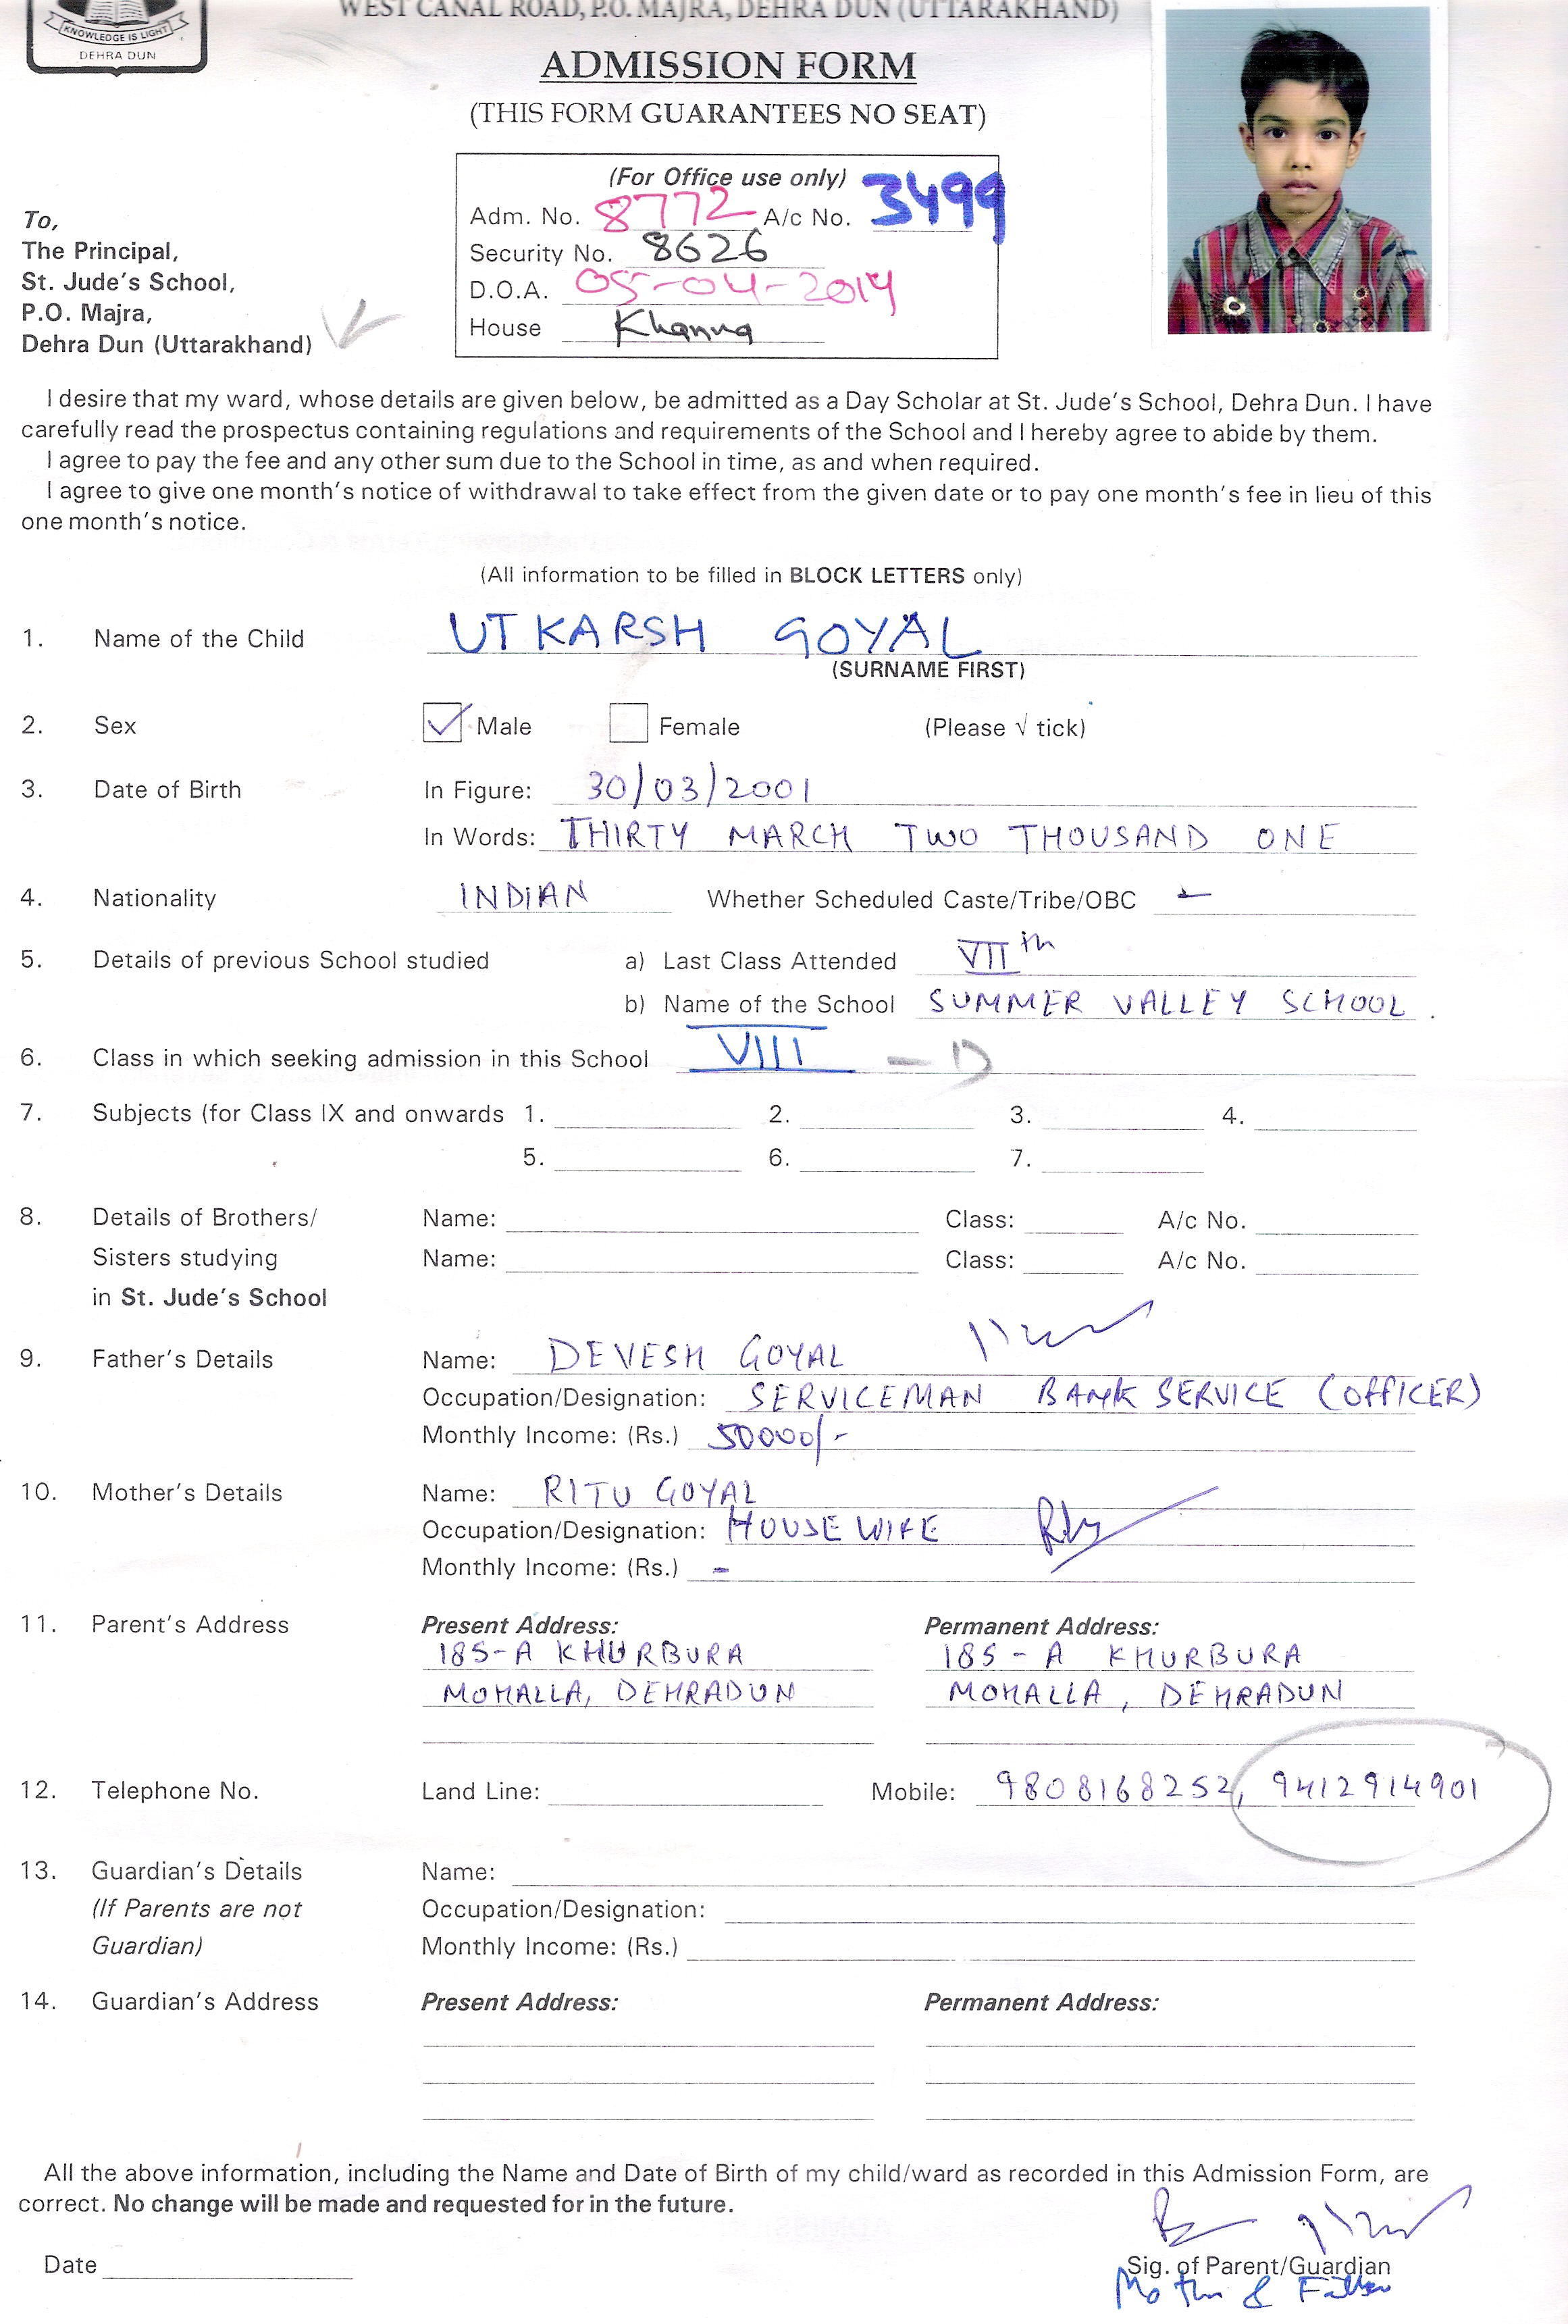 KNOWLEDGE IS LIGHT
DEHRA DUN
WEST CANAL ROAD, P.O. MAJRA, DEHRA DUN (UTTARAKHAND)
ADMISSION FORM
(THIS FORM GUARANTEES NO SEAT)
(For Office use only)
Adm. No. 8772 A/c No. 3499
Security No. 8626
D.O.A. 05-04-2014
House Khanna
To,
The Principal,
St. Jude's School,
P.O. Majra,
Dehra Dun (Uttarakhand)
I desire that my ward, whose details are given below, be admitted as a Day Scholar at St. Jude's School, Dehra Dun. I have
carefully read the prospectus containing regulations and requirements of the School and I hereby agree to abide by them.
I agree to pay the fee and any other sum due to the School in time, as and when required.
I agree to give one month's notice of withdrawal to take effect from the given date or to pay one month's fee in lieu of this
one month's notice.
(All information to be filled in BLOCK LETTERS only)
1. Name of the Child UTKARSH GOYAL
(SURNAME FIRST)
2. Sex Male Female (Please √ tick)
3. Date of Birth In Figure: 30/03/2001
In Words: THIRTY MARCH TWO THOUSAND ONE
4. Nationality INDIAN Whether Scheduled Caste/Tribe/OBC -
5. Details of previous School studied a) Last Class Attended VIIth
b) Name of the School SUMMER VALLEY SCHOOL.
6. Class in which seeking admission in this School VIII - D
7. Subjects (for Class IX and onwards 1. 2. 3. 4.
5. 6. 7.
8. Details of Brothers/ Name: Class: A/c No.
Sisters studying Name: Class: A/c No.
in St. Jude's School
9. Father's Details Name: DEVESH GOYAL
Occupation/Designation: SERVICEMAN BANK SERVICE (OFFICER)
Monthly Income: (Rs.) 50000/-
10. Mother's Details Name: RITU GOYAL
Occupation/Designation: HOUSE WIFE
Monthly Income: (Rs.) -
11. Parent's Address Present Address: Permanent Address:
185-A KHURBURA 185-A KHURBURA
MOHALLA, DEHRADUN MOHALLA, DEHRADUN
12. Telephone No. Land Line: Mobile: 9808168252, 9412914901
13. Guardian's Details Name:
(If Parents are not Occupation/Designation:
Guardian) Monthly Income: (Rs.)
14. Guardian's Address Present Address: Permanent Address:
All the above information, including the Name and Date of Birth of my child/ward as recorded in this Admission Form, are
correct. No change will be made and requested for in the future.
Date Sig. of Parent/Guardian
Mother & Father